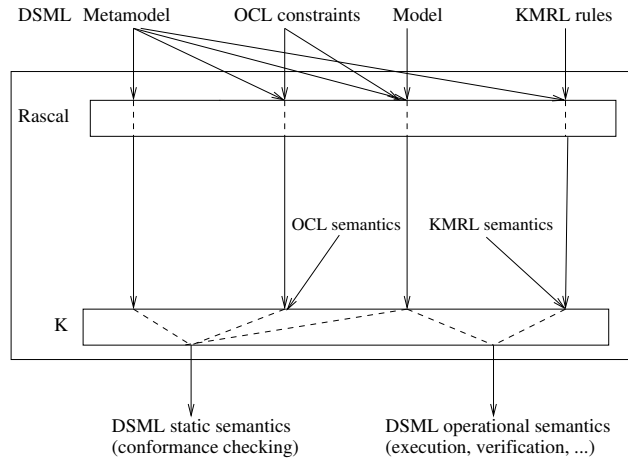 DSML Metamodel OCL constraints Model KMRL rules
Rascal
OCL semantics KMRL semantics
K
DSML static semantics
(conformance checking)
DSML operational semantics
(execution, verification, ...)